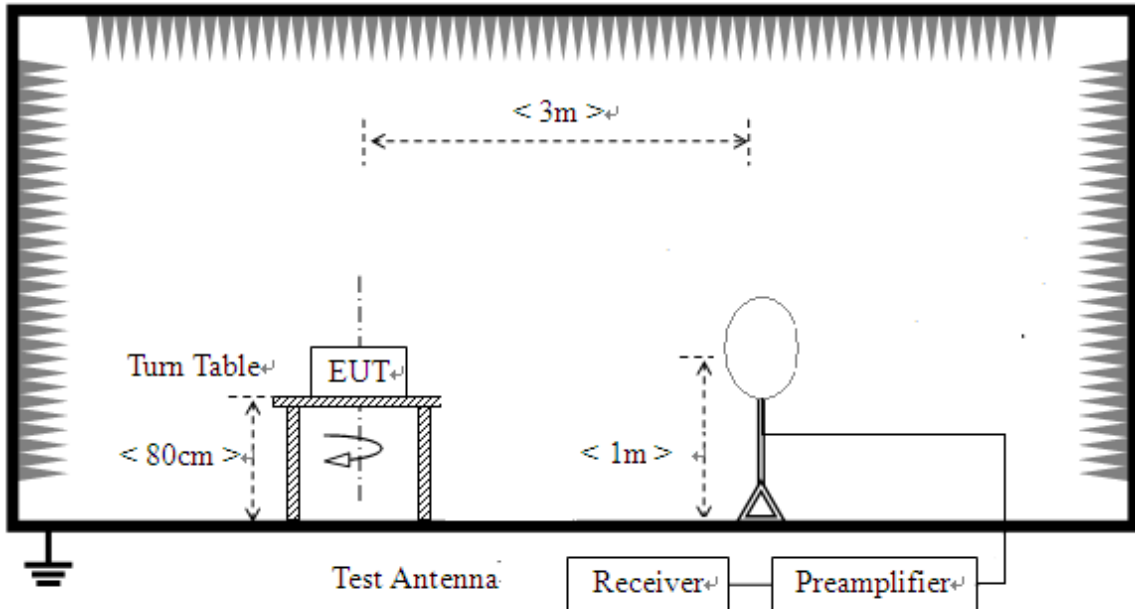 < 3m >
Turn Table
EUT
< 80cm >
< 1m >
Test Antenna
Receiver
Preamplifier